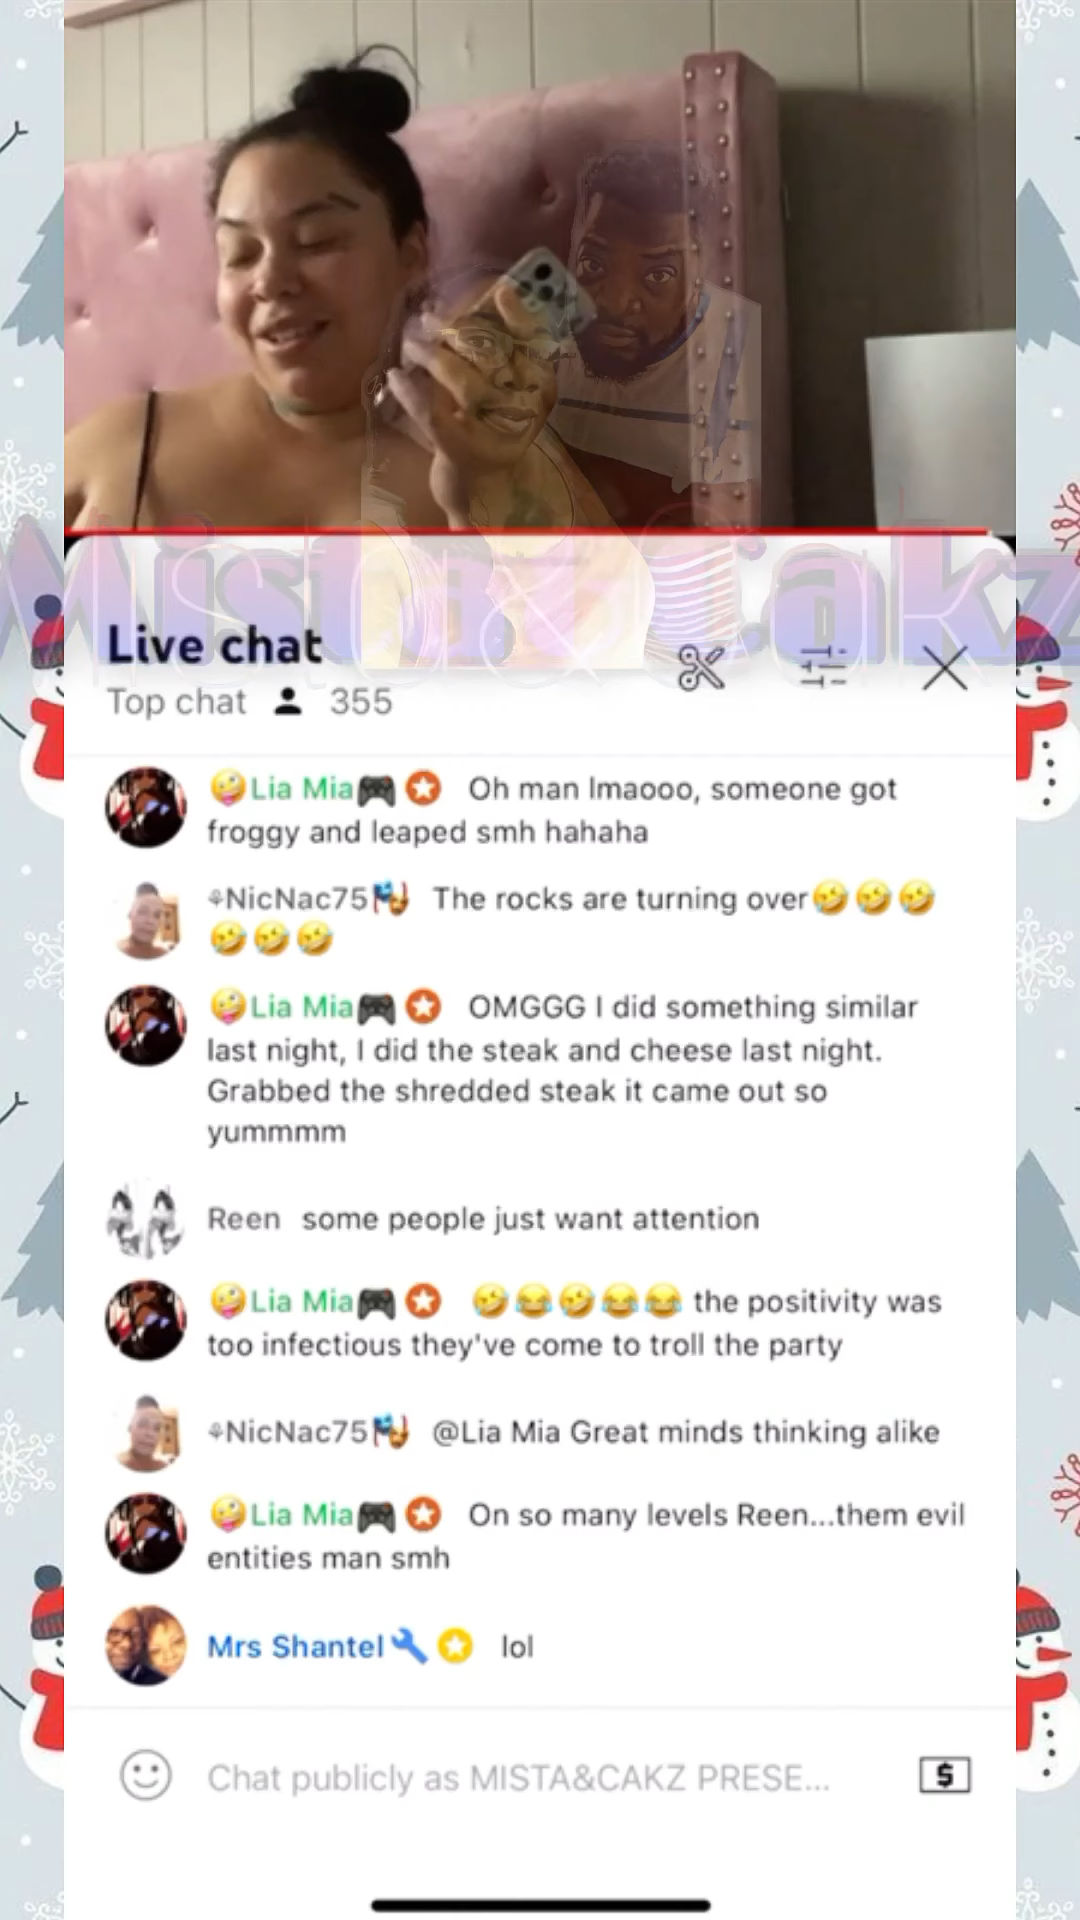 Mista&Cakz
Live chat
Top chat 355
🤪Lia Mia🎮 Oh man lmaooo, someone got
froggy and leaped smh hahaha
⚘NicNac75🎭 The rocks are turning over🤣🤣🤣
🤣🤣🤣
🤪Lia Mia🎮 OMGGG I did something similar
last night, I did the steak and cheese last night.
Grabbed the shredded steak it came out so
yummmm
Reen some people just want attention
🤪Lia Mia🎮 🤣😂🤣😂😂 the positivity was
too infectious they've come to troll the party
⚘NicNac75🎭 @Lia Mia Great minds thinking alike
🤪Lia Mia🎮 On so many levels Reen...them evil
entities man smh
Mrs Shantel🔧 lol
Chat publicly as MISTA&CAKZ PRESE...
$